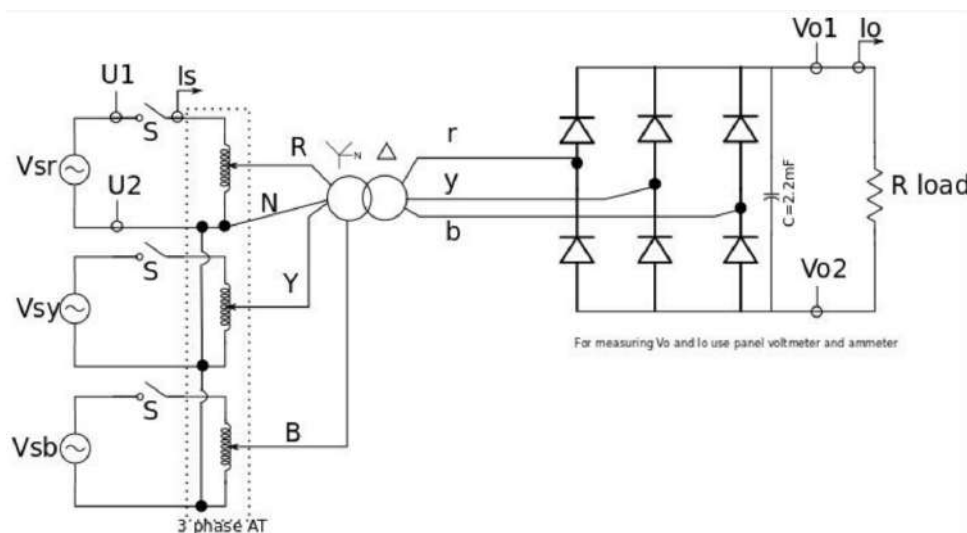 Vo1
Io
U1
Is
S
R
N
Δ
r
Vsr
U2
N
y
b
C=2.2mF
R load
S
Y
Vo2
Vsy
For measuring Vo and Io use panel voltmeter and ammeter
S
B
Vsb
3 phase AT